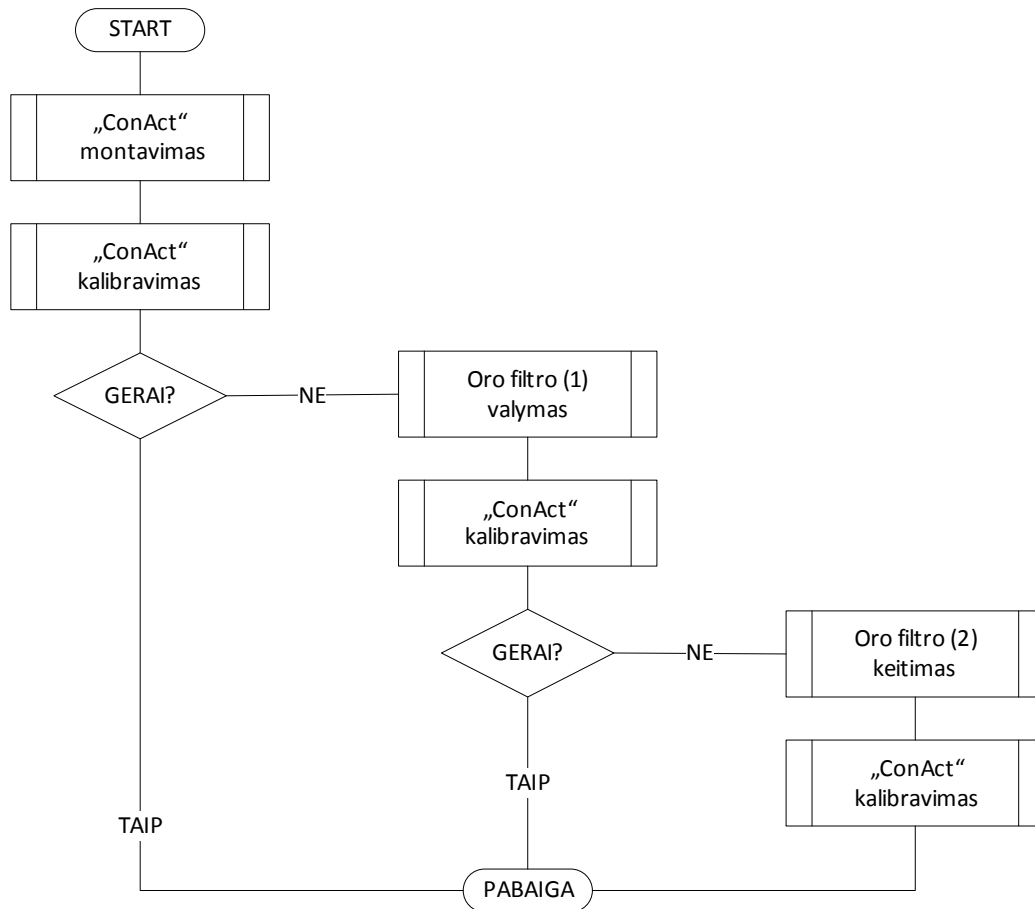 START
„ConAct“
montavimas
„ConAct“
kalibravimas
GERAI?
NE
Oro filtro (1)
valymas
„ConAct“
kalibravimas
GERAI?
NE
Oro filtro (2)
keitimas
„ConAct“
kalibravimas
TAIP
TAIP
PABAIGA